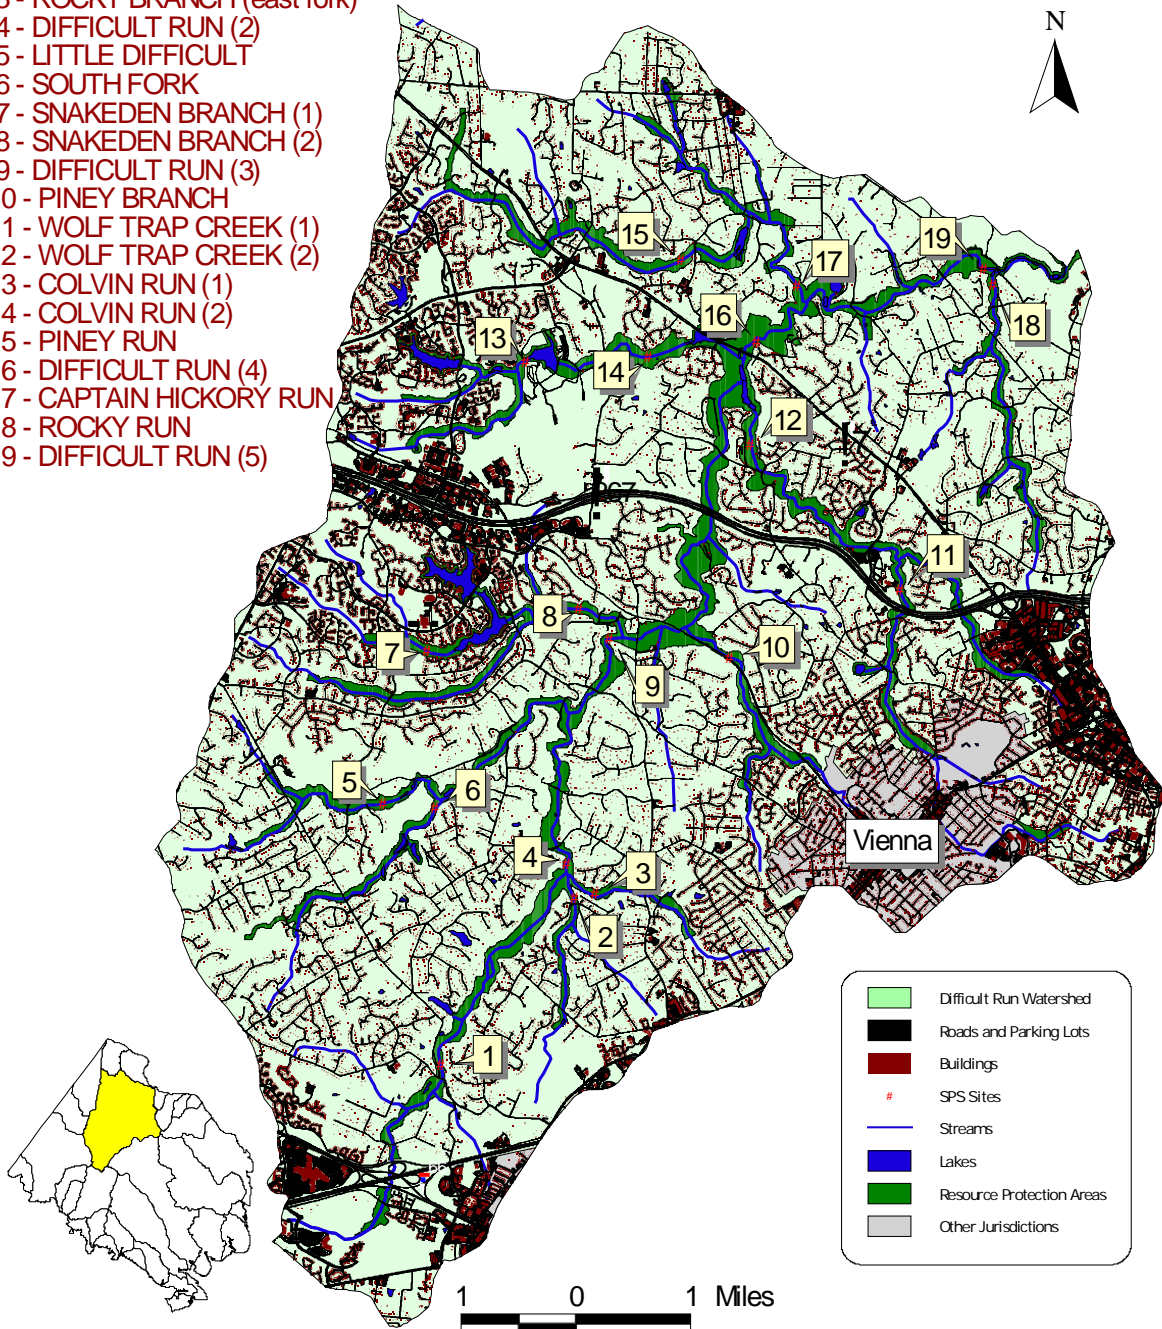 3 - ROCKY BRANCH (east fork)
4 - DIFFICULT RUN (2)
5 - LITTLE DIFFICULT
6 - SOUTH FORK
7 - SNAKEDEN BRANCH (1)
8 - SNAKEDEN BRANCH (2)
9 - DIFFICULT RUN (3)
0 - PINEY BRANCH
1 - WOLF TRAP CREEK (1)
2 - WOLF TRAP CREEK (2)
3 - COLVIN RUN (1)
4 - COLVIN RUN (2)
5 - PINEY RUN
6 - DIFFICULT RUN (4)
7 - CAPTAIN HICKORY RUN
8 - ROCKY RUN
9 - DIFFICULT RUN (5)
N
15
19
17
16
18
13
14
12
11
8
7
10
9
5
6
4
3
2
1
Vienna
Difficult Run Watershed
Roads and Parking Lots
Buildings
# SPS Sites
Streams
Lakes
Resource Protection Areas
Other Jurisdictions
1 0 1 Miles